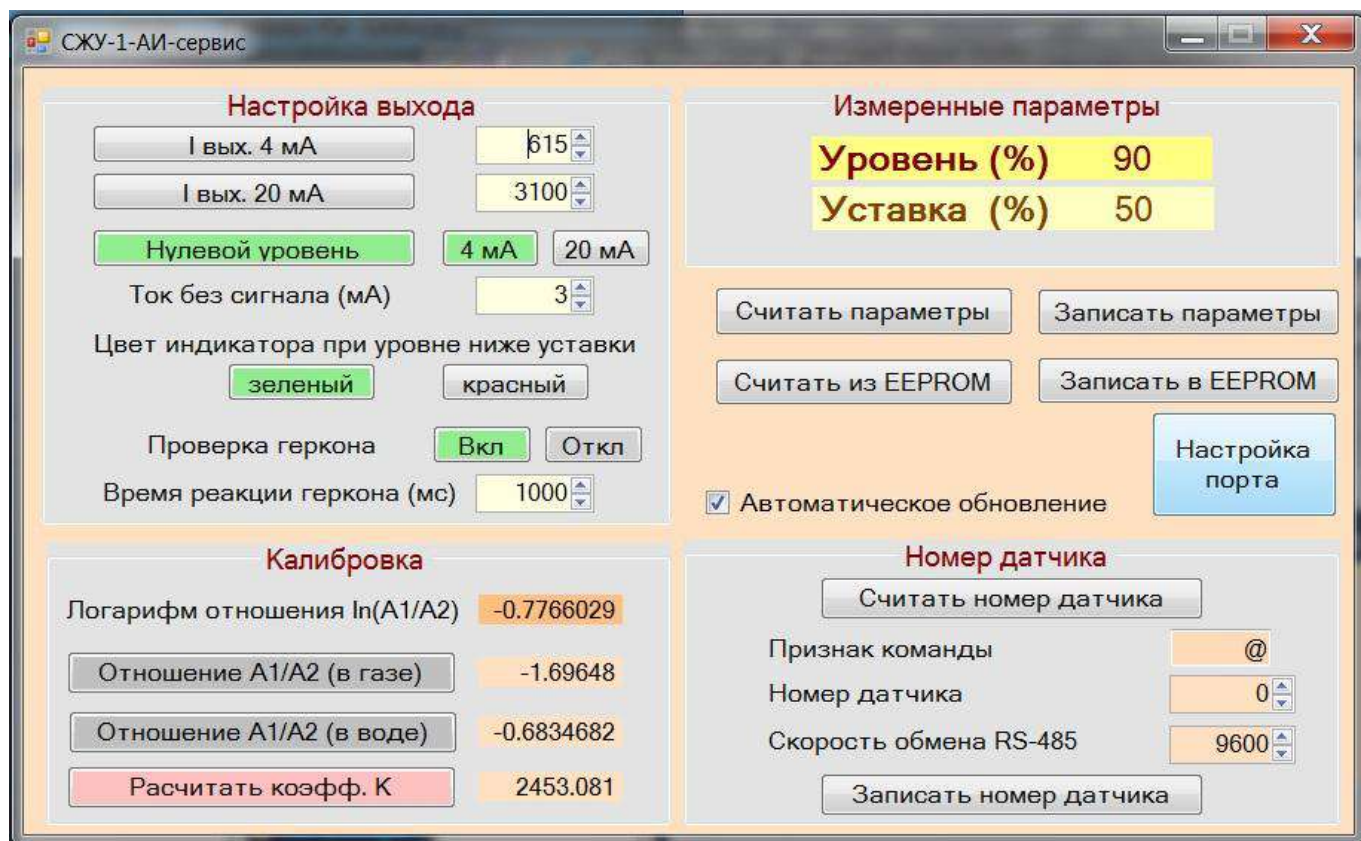 СЖУ-1-АИ-сервис
Настройка выхода
I вых. 4 мА 615
I вых. 20 мА 3100
Нулевой уровень 4 мА 20 мА
Ток без сигнала (мА) 3
Цвет индикатора при уровне ниже уставки
зеленый красный
Проверка геркона Вкл Откл
Время реакции геркона (мс) 1000
Измеренные параметры
Уровень (%) 90
Уставка (%) 50
Считать параметры Записать параметры
Считать из EEPROM Записать в EEPROM
Настройка
порта
Автоматическое обновление
Калибровка
Логарифм отношения ln(A1/A2) -0.7766029
Отношение A1/A2 (в газе) -1.69648
Отношение A1/A2 (в воде) -0.6834682
Расчитать коэфф. К 2453.081
Номер датчика
Считать номер датчика
Признак команды @
Номер датчика 0
Скорость обмена RS-485 9600
Записать номер датчика